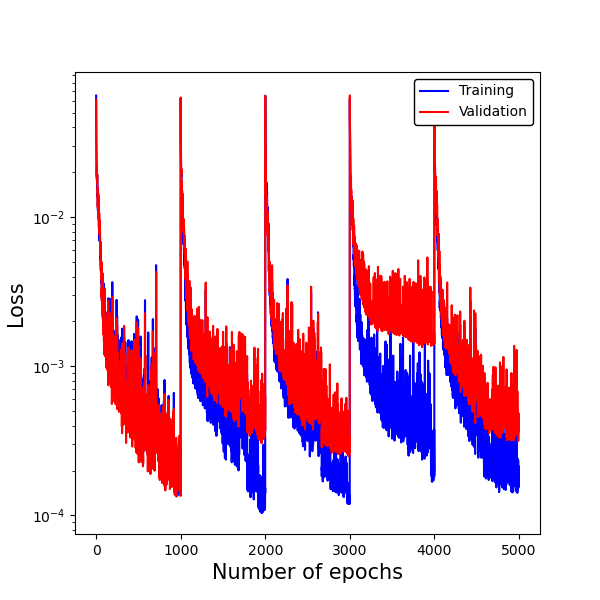 Training
Validation
10⁻²
10⁻³
10⁻⁴
Loss
0 1000 2000 3000 4000 5000
Number of epochs